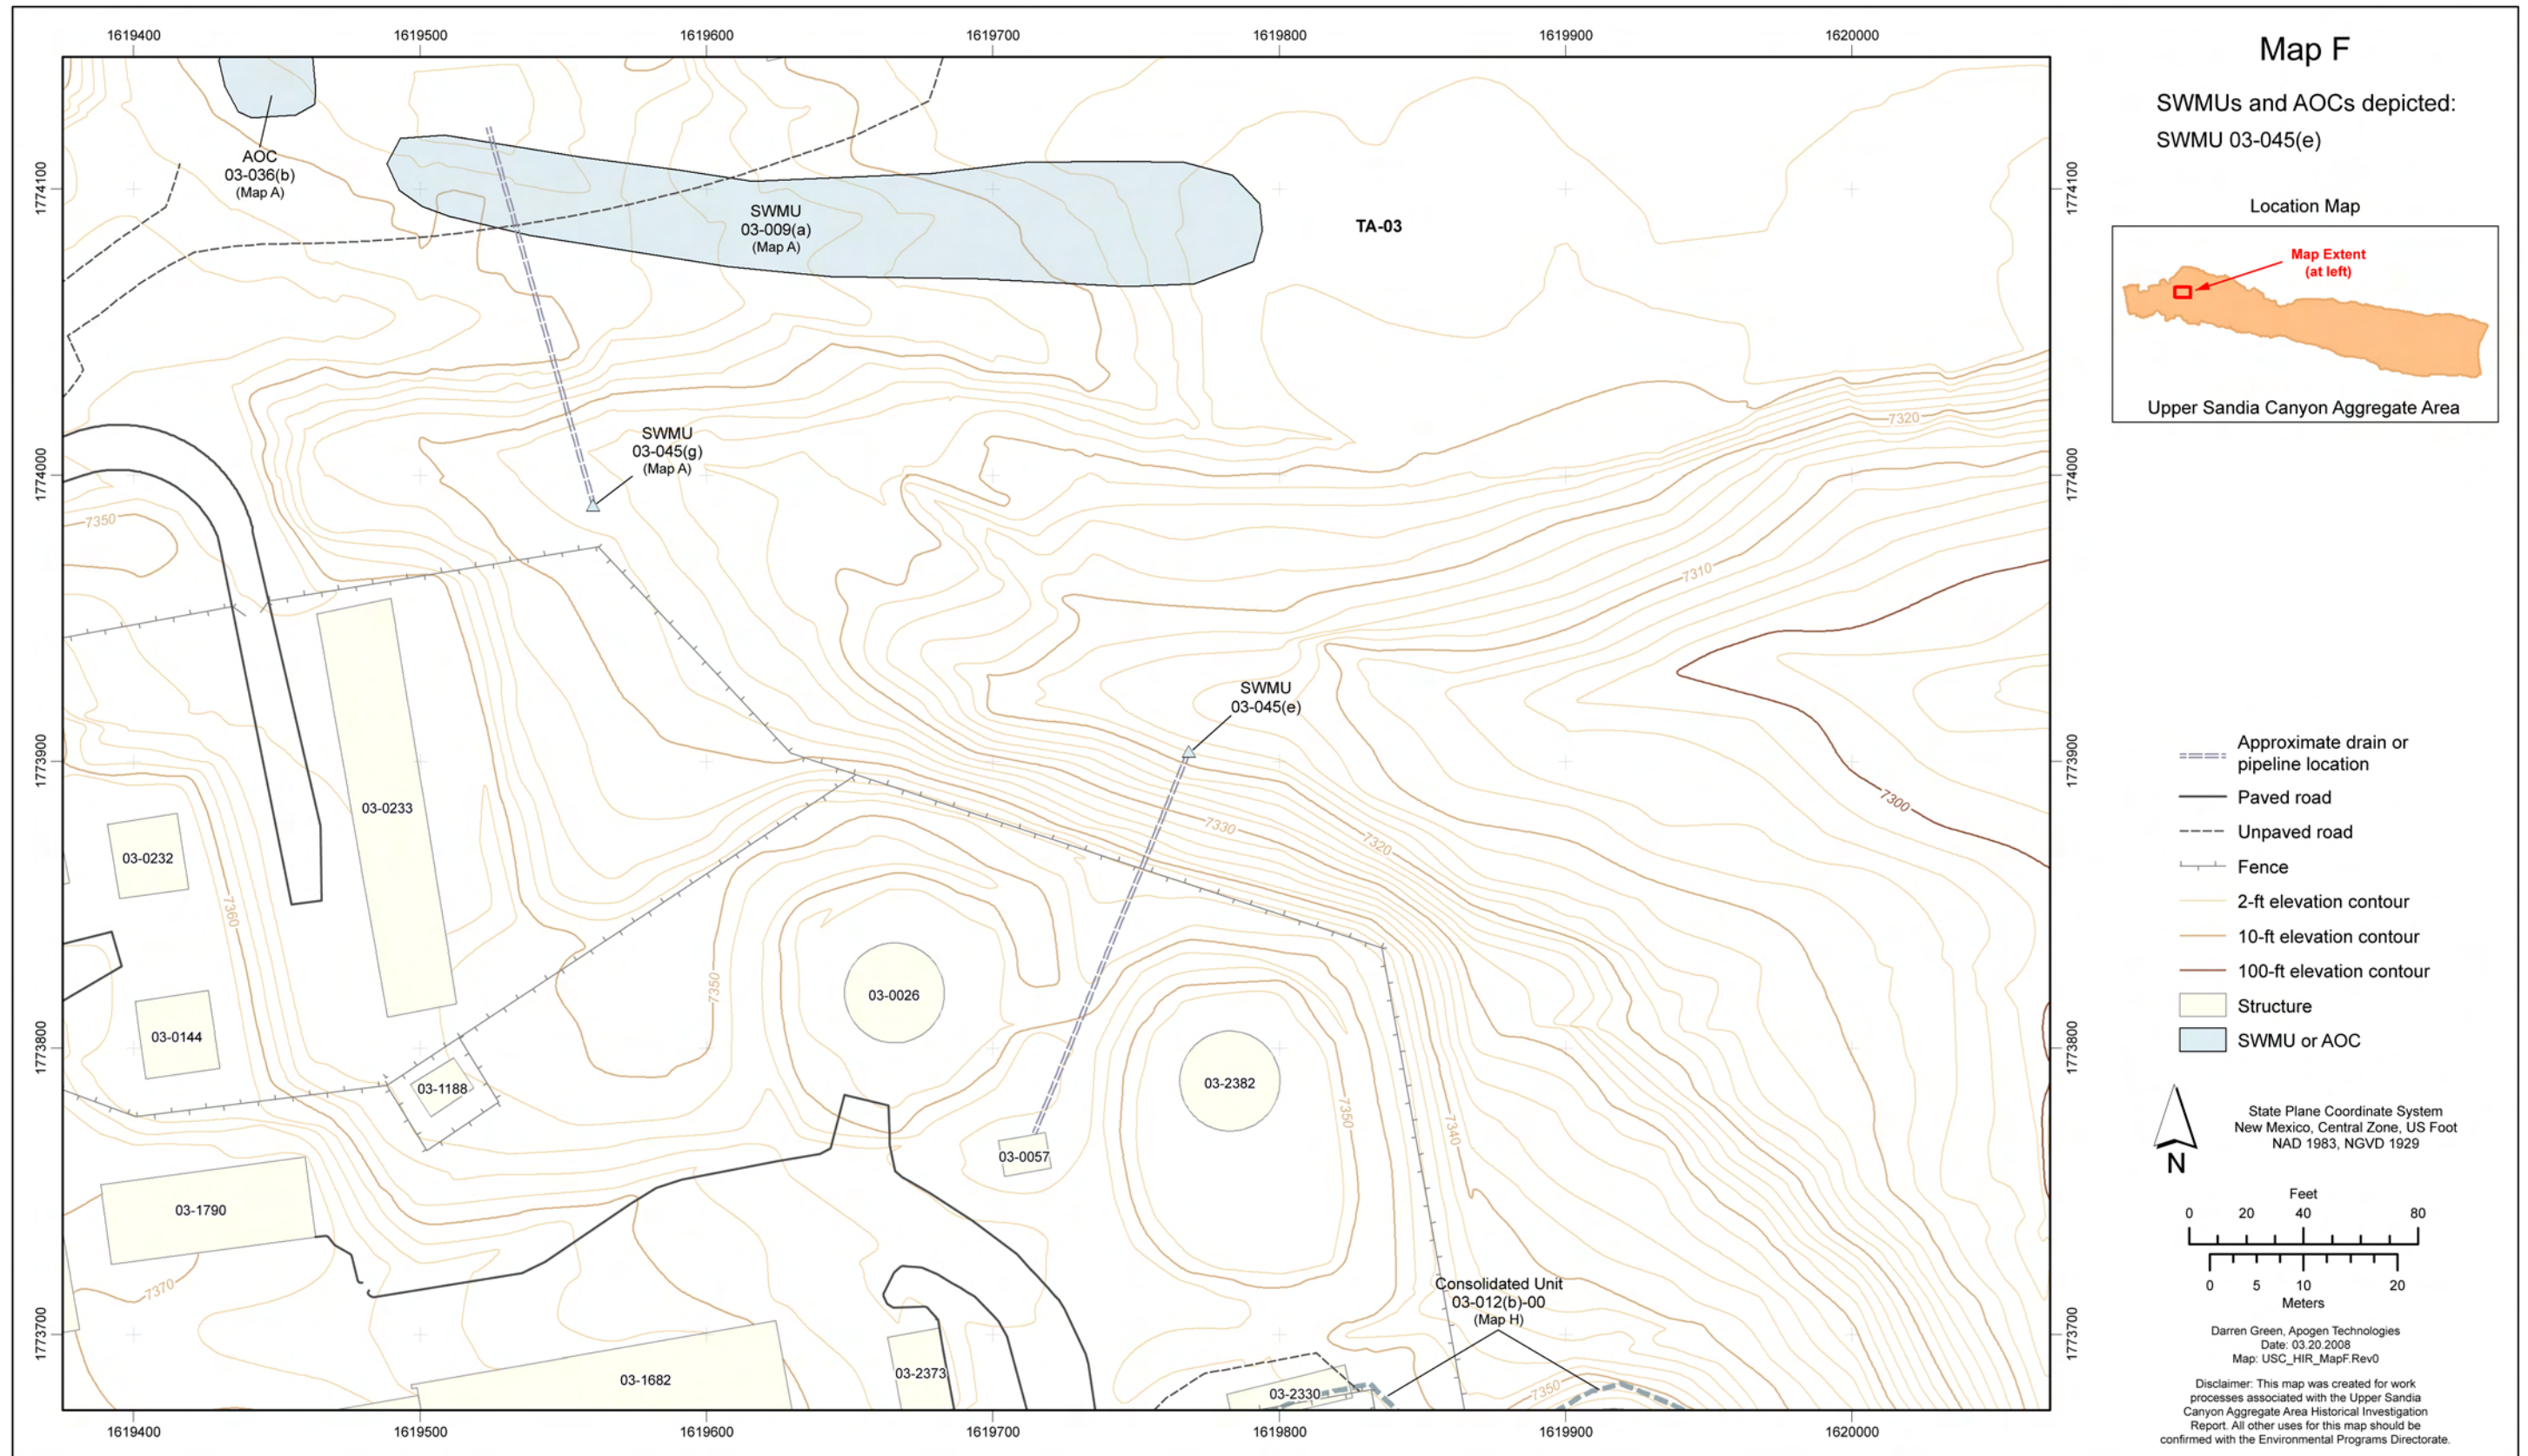 1619400
1619500
1619600
1619700
1619800
1619900
1620000
Map F
SWMUs and AOCs depicted:
SWMU 03-045(e)
Location Map
Map Extent
(at left)
Upper Sandia Canyon Aggregate Area
1774100
1774000
1773900
1773800
1773700
AOC
03-036(b)
(Map A)
SWMU
03-009(a)
(Map A)
TA-03
SWMU
03-045(g)
(Map A)
7320
7350
7310
SWMU
03-045(e)
7300
7330
7320
03-0233
03-0232
7360
03-0144
03-0026
7350
03-2382
7350
7340
03-1188
03-0057
03-1790
7370
Consolidated Unit
03-012(b)-00
(Map H)
03-1682
03-2373
03-2330
7350
1774100
1774000
1773900
1773800
1773700
Approximate drain or
pipeline location
Paved road
Unpaved road
Fence
2-ft elevation contour
10-ft elevation contour
100-ft elevation contour
Structure
SWMU or AOC
N
State Plane Coordinate System
New Mexico, Central Zone, US Foot
NAD 1983, NGVD 1929
Feet
0 20 40 80
0 5 10 20
Meters
Darren Green, Apogen Technologies
Date: 03.20.2008
Map: USC_HIR_MapF.Rev0
Disclaimer: This map was created for work
processes associated with the Upper Sandia
Canyon Aggregate Area Historical Investigation
Report. All other uses for this map should be
confirmed with the Environmental Programs Directorate.
1619400
1619500
1619600
1619700
1619800
1619900
1620000